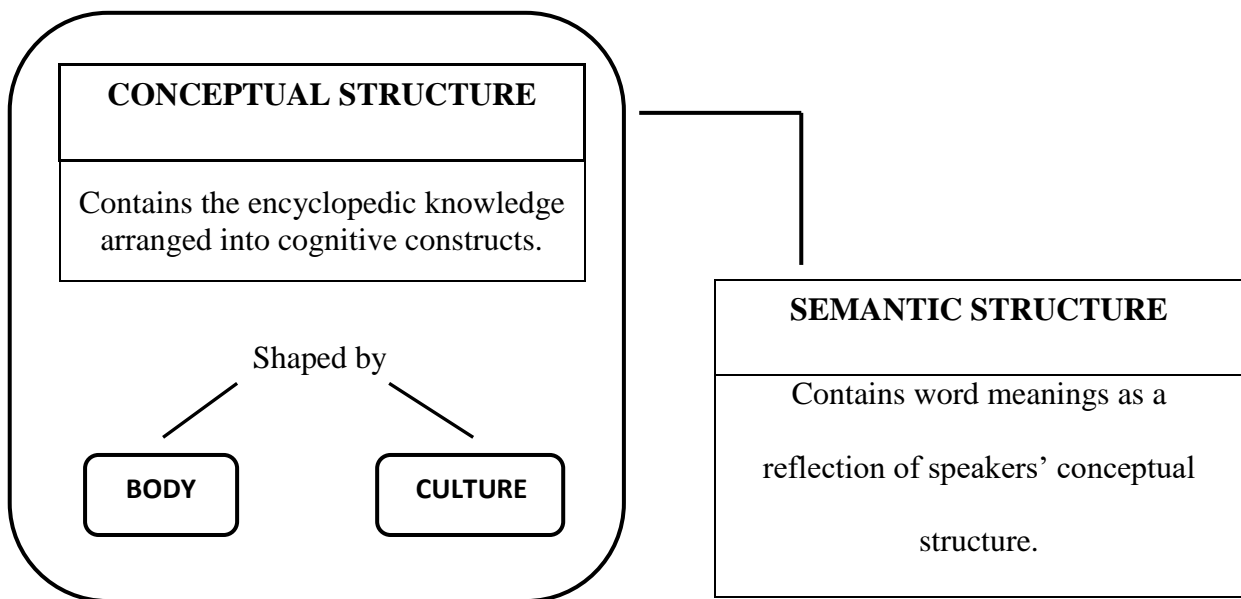 CONCEPTUAL STRUCTURE
Contains the encyclopedic knowledge
arranged into cognitive constructs.
Shaped by
BODY
CULTURE
SEMANTIC STRUCTURE
Contains word meanings as a
reflection of speakers’ conceptual
structure.